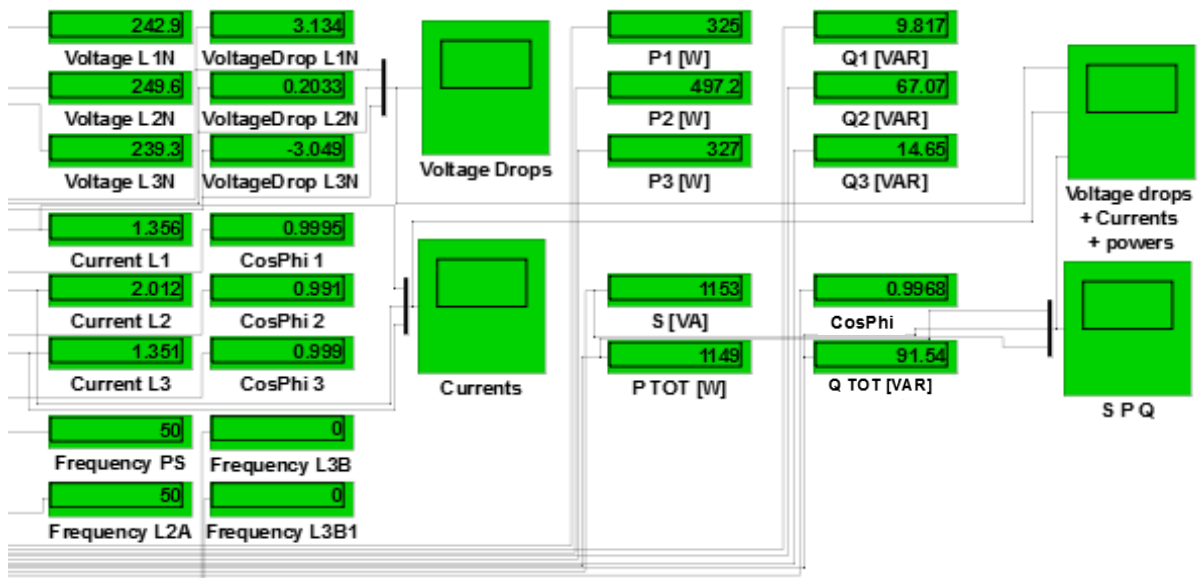 242.9 3.134 325 9.817
Voltage L1N VoltageDrop L1N P1 [W] Q1 [VAR]
249.6 0.2033 497.2 67.07
Voltage L2N VoltageDrop L2N P2 [W] Q2 [VAR]
239.3 -3.049 327 14.65
Voltage L3N VoltageDrop L3N Voltage Drops P3 [W] Q3 [VAR] Voltage drops
+ Currents
+ powers
1.356 0.9995
Current L1 CosPhi 1
2.012 0.991 1153 0.9968
Current L2 CosPhi 2 S [VA] CosPhi
1.351 0.999 1149 91.54
Current L3 CosPhi 3 Currents P TOT [W] Q TOT [VAR] S P Q
50 0
Frequency PS Frequency L3B
50 0
Frequency L2A Frequency L3B1